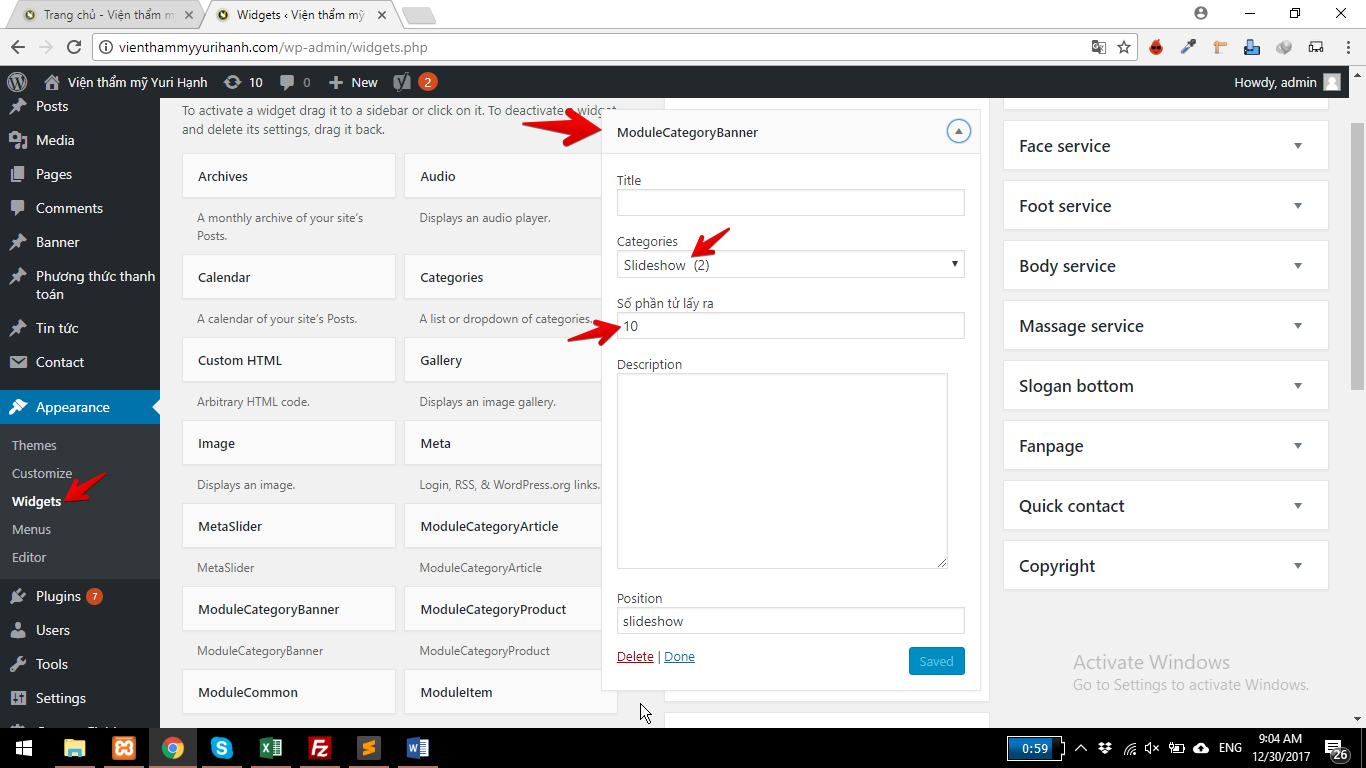 Trang chủ - Viện thẩm m
Widgets ‹ Viện thẩm mỹ
vienthammyyurihanh.com/wp-admin/widgets.php
Viện thẩm mỹ Yuri Hạnh 10 0 New 2
Howdy, admin
Posts
Media
Pages
Comments
Banner
Phương thức thanh
toán
Tin tức
Contact
Appearance
Themes
Customize
Widgets
Menus
Editor
Plugins 7
Users
Tools
Settings
To activate a widget drag it to a sidebar or click on it. To deactivate a widget
and delete its settings, drag it back.
Archives
A monthly archive of your site's
Posts.
Audio
Displays an audio player.
Calendar
A calendar of your site's Posts.
Categories
A list or dropdown of categories.
Custom HTML
Arbitrary HTML code.
Gallery
Displays an image gallery.
Image
Displays an image.
Meta
Login, RSS, & WordPress.org links.
MetaSlider
MetaSlider
ModuleCategoryArticle
ModuleCategoryArticle
ModuleCategoryBanner
ModuleCategoryBanner
ModuleCategoryProduct
ModuleCategoryProduct
ModuleCommon
ModuleItem
ModuleCategoryBanner
Title
Categories
Slideshow (2)
Số phần tử lấy ra
10
Description
Position
slideshow
Delete | Done
Saved
Face service
Foot service
Body service
Massage service
Slogan bottom
Fanpage
Quick contact
Copyright
Activate Windows
Go to Settings to activate Windows.
0:59
ENG
9:04 AM
12/30/2017
26